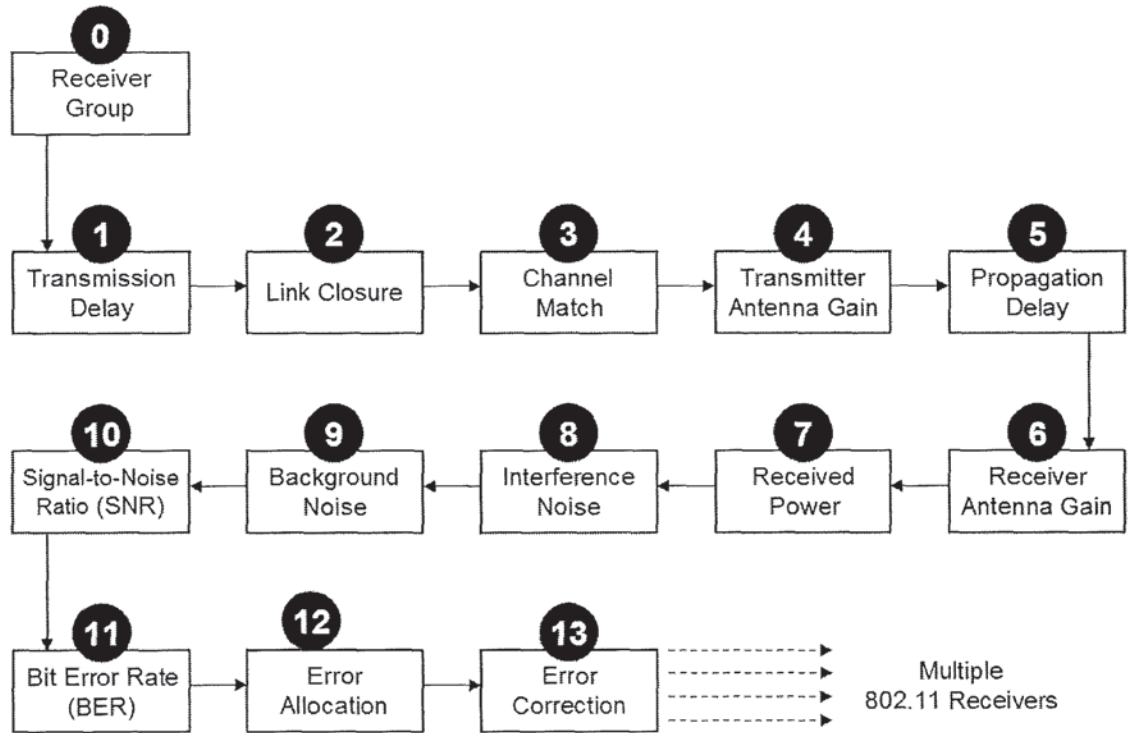 0
Receiver
Group
1
Transmission
Delay
2
Link Closure
3
Channel
Match
4
Transmitter
Antenna Gain
5
Propagation
Delay
10
Signal-to-Noise
Ratio (SNR)
9
Background
Noise
8
Interference
Noise
7
Received
Power
6
Receiver
Antenna Gain
11
Bit Error Rate
(BER)
12
Error
Allocation
13
Error
Correction
Multiple
802.11 Receivers